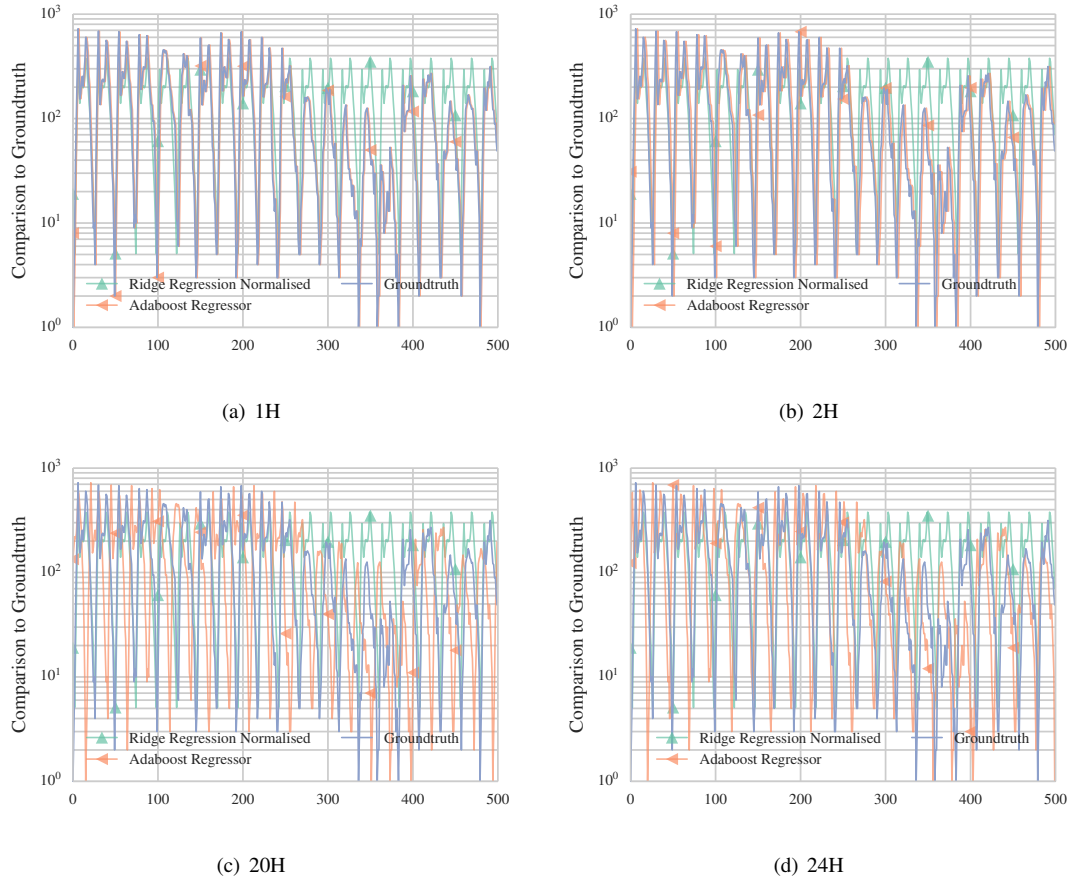 10³
10²
10¹
10⁰
Comparison to Groundtruth
Ridge Regression Normalised
Adaboost Regressor
Groundtruth
0 100 200 300 400 500
(a) 1H
10³
10²
10¹
10⁰
Comparison to Groundtruth
Ridge Regression Normalised
Adaboost Regressor
Groundtruth
0 100 200 300 400 500
(b) 2H
10³
10²
10¹
10⁰
Comparison to Groundtruth
Ridge Regression Normalised
Adaboost Regressor
Groundtruth
0 100 200 300 400 500
(c) 20H
10³
10²
10¹
10⁰
Comparison to Groundtruth
Ridge Regression Normalised
Adaboost Regressor
Groundtruth
0 100 200 300 400 500
(d) 24H